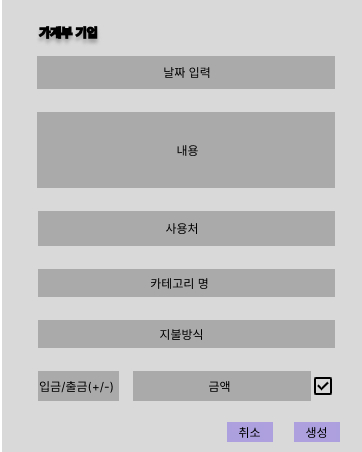 가계부 기입
날짜 입력
내용
사용처
카테고리 명
지불방식
입금/출금(+/-) 금액
취소 생성